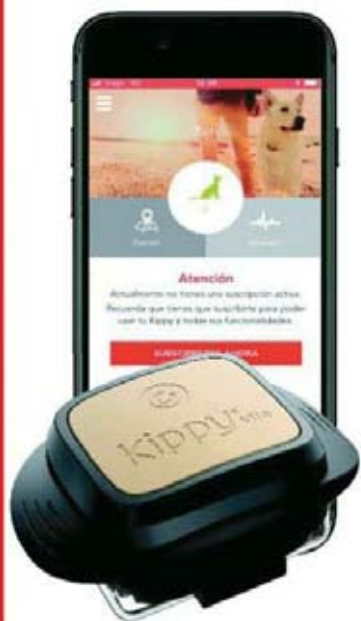 Atención
Actualmente no tienes una suscripción activa.
Recuerda que tienes que suscribirte para poder
usar tu Kippy y todas sus funcionalidades.
AHORA
Kippy